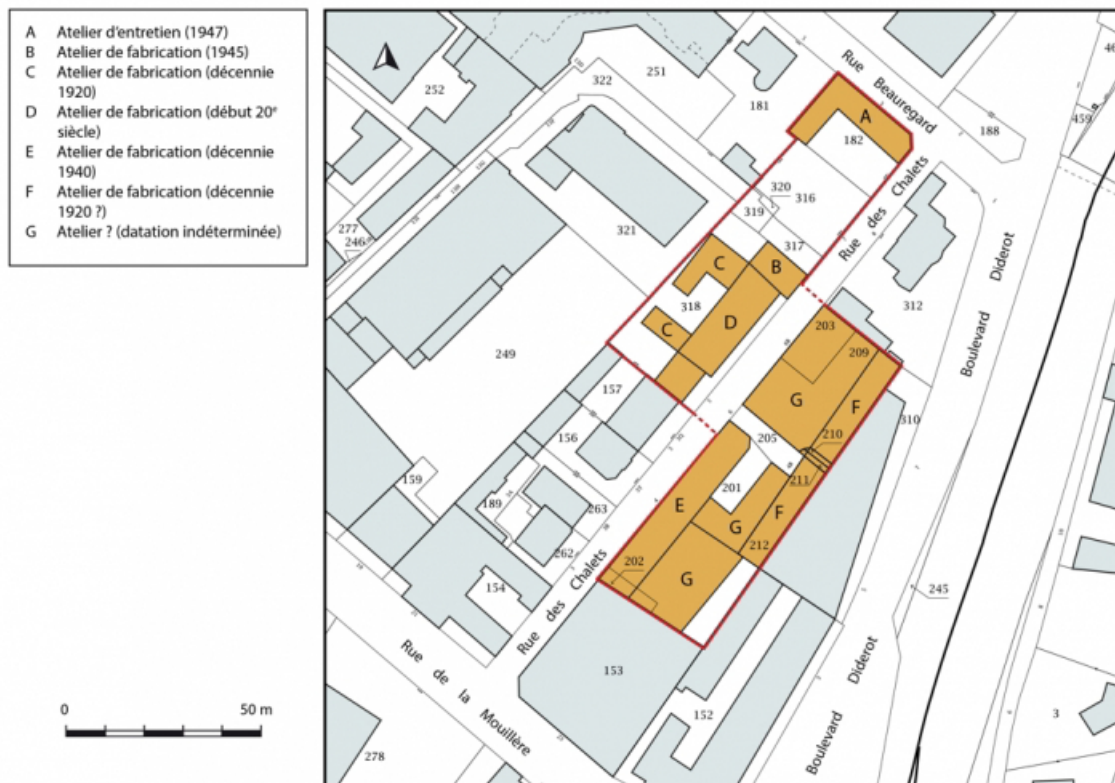 A Atelier d'entretien (1947)
B Atelier de fabrication (1945)
C Atelier de fabrication (décennie
1920)
D Atelier de fabrication (début 20e
siècle)
E Atelier de fabrication (décennie
1940)
F Atelier de fabrication (décennie
1920 ?)
G Atelier ? (datation indéterminée)
0 50 m
252
322
251
181
Rue Beauregard
A
182
188
459
277
246
321
320
316
319
317
Rue des Chalets
C
B
318
D
C
312
Boulevard Diderot
249
203
209
G
F
310
157
156
205
210
211
201
159
189
263
E
G
F
212
262
202
154
G
Rue des Chalets
245
153
Rue de la Mouillère
152
Boulevard Diderot
3
278